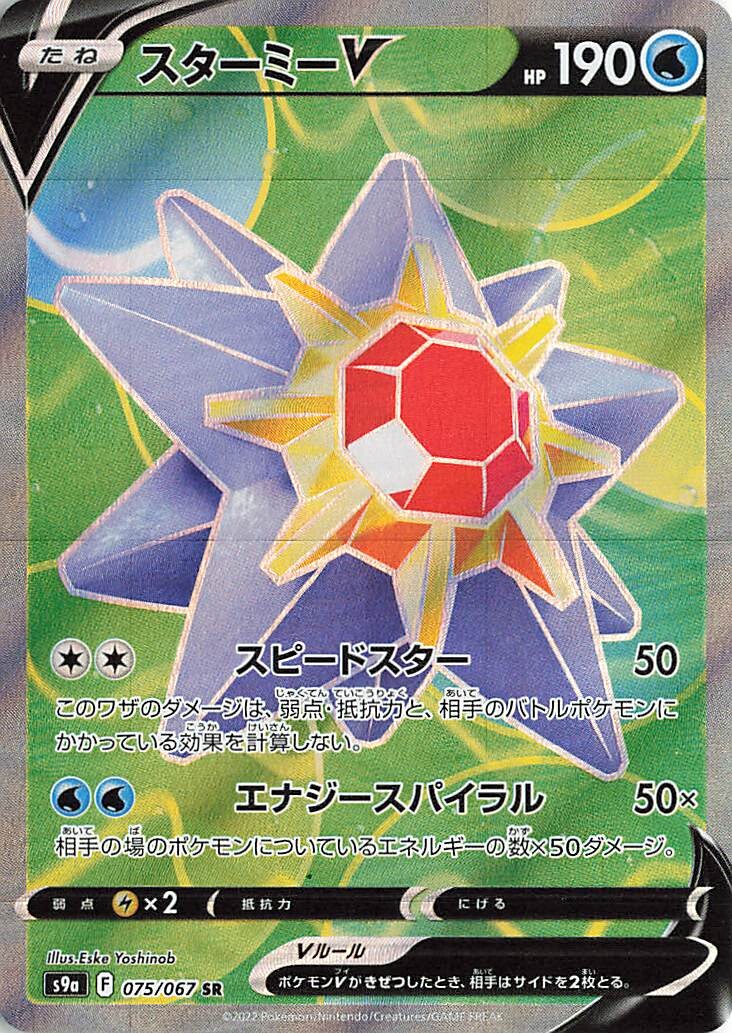 たね スターミーV HP 190
スピードスター 50
このワザのダメージは、弱点・抵抗力と、相手のバトルポケモンに
かかっている効果を計算しない。
エナジースパイラル 50×
相手の場のポケモンについているエネルギーの数×50ダメージ。
弱点 ×2 抵抗力 にげる
illus.Eske Yoshinob
Vルール
ポケモンVがきぜつしたとき、相手はサイドを2枚とる。
s9a F 075/067 SR
©2022 Pokémon/Nintendo/Creatures/GAME FREAK